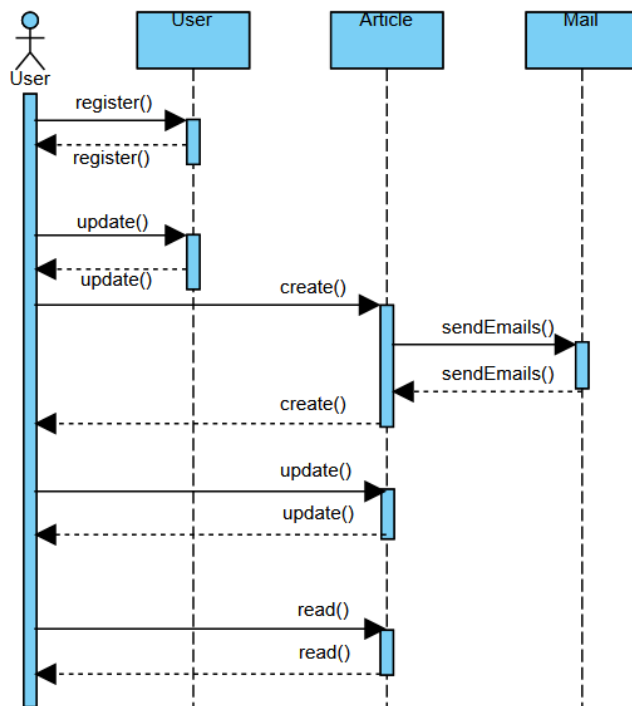 User
Article
Mail
User
register()
register()
update()
update()
create()
sendEmails()
sendEmails()
create()
update()
update()
read()
read()